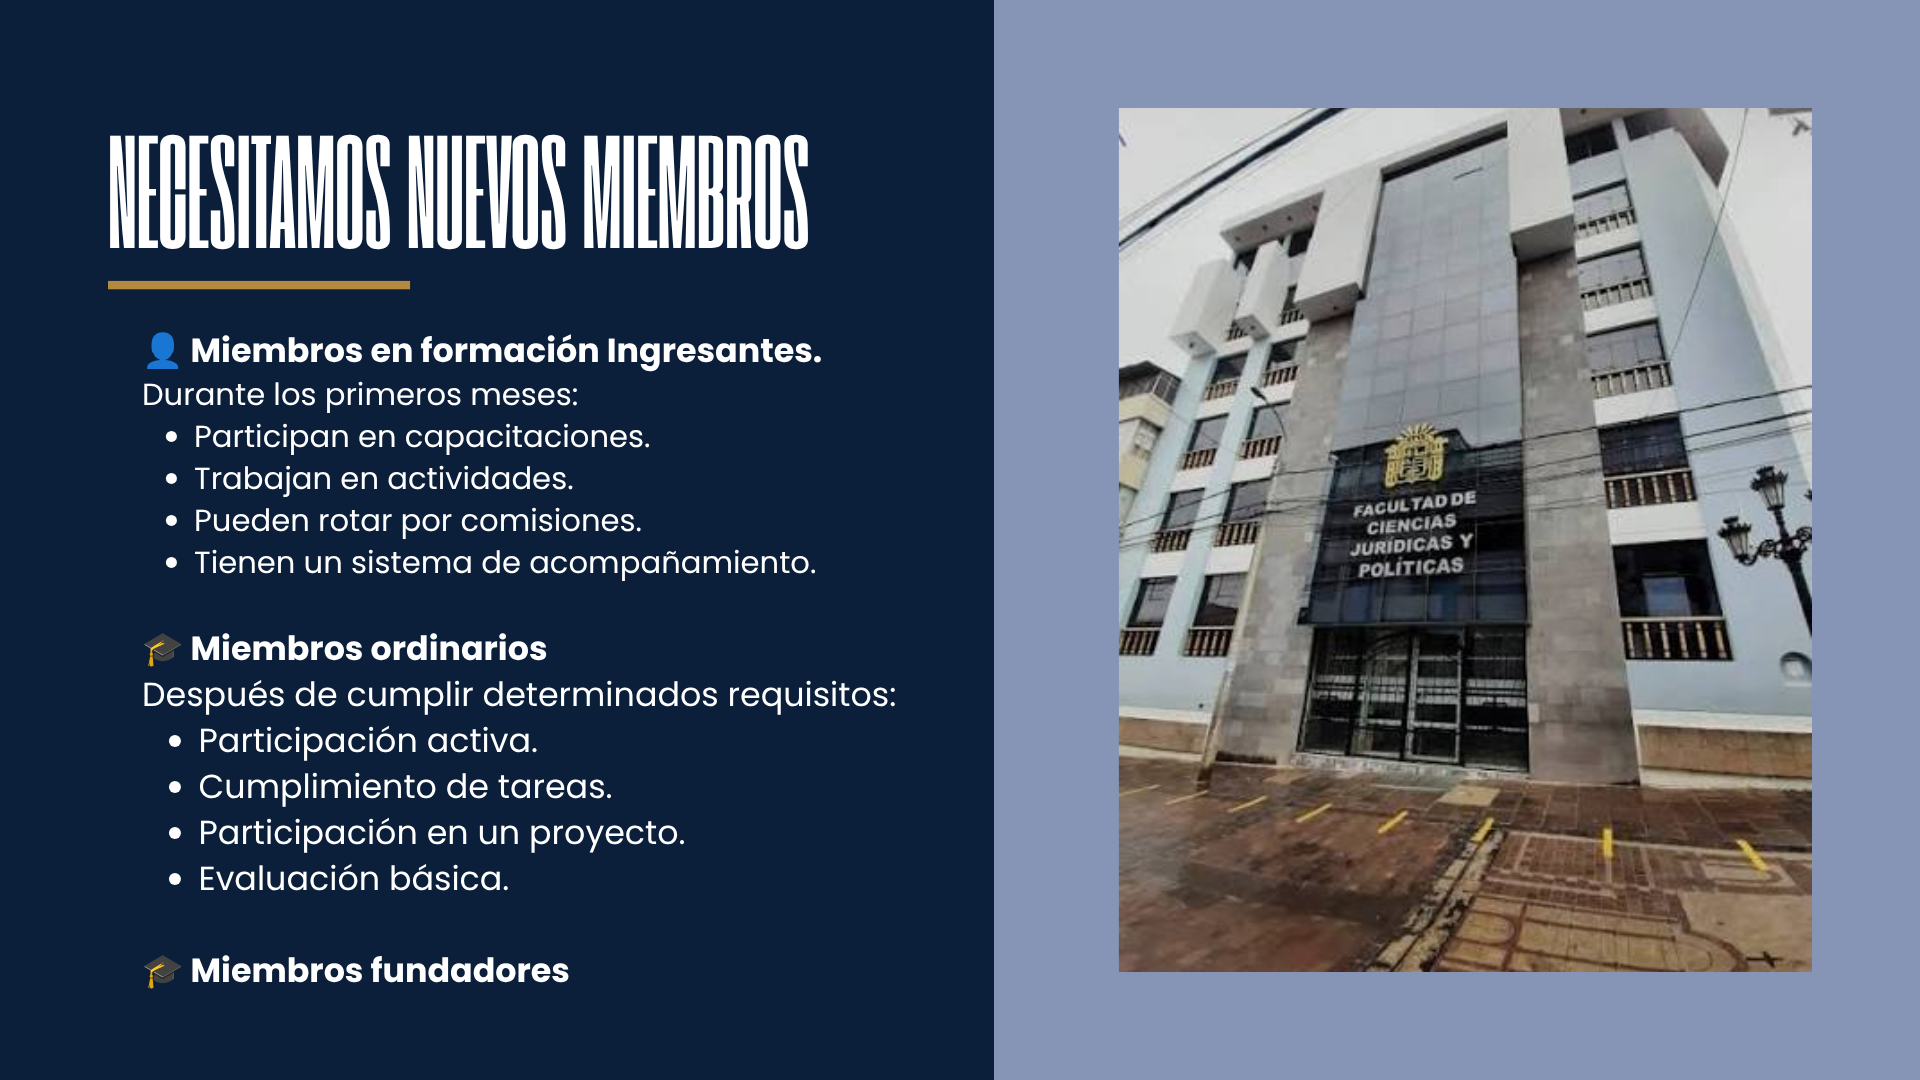 NECESITAMOS NUEVOS MIEMBROS
👤 Miembros en formación Ingresantes.
Durante los primeros meses:
• Participan en capacitaciones.
• Trabajan en actividades.
• Pueden rotar por comisiones.
• Tienen un sistema de acompañamiento.
🎓 Miembros ordinarios
Después de cumplir determinados requisitos:
• Participación activa.
• Cumplimiento de tareas.
• Participación en un proyecto.
• Evaluación básica.
🎓 Miembros fundadores
FACULTAD DE
CIENCIAS
JURÍDICAS Y
POLÍTICAS